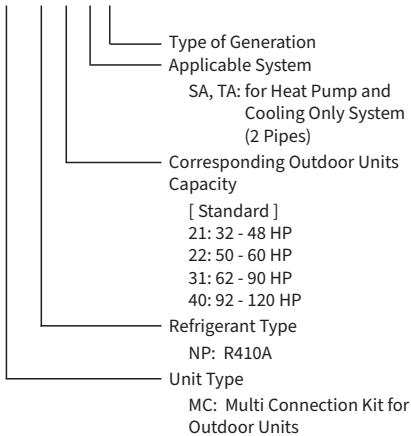 Type of Generation
Applicable System
SA, TA: for Heat Pump and
Cooling Only System
(2 Pipes)
Corresponding Outdoor Units
Capacity
[ Standard ]
21: 32 - 48 HP
22: 50 - 60 HP
31: 62 - 90 HP
40: 92 - 120 HP
Refrigerant Type
NP: R410A
Unit Type
MC: Multi Connection Kit for
Outdoor Units